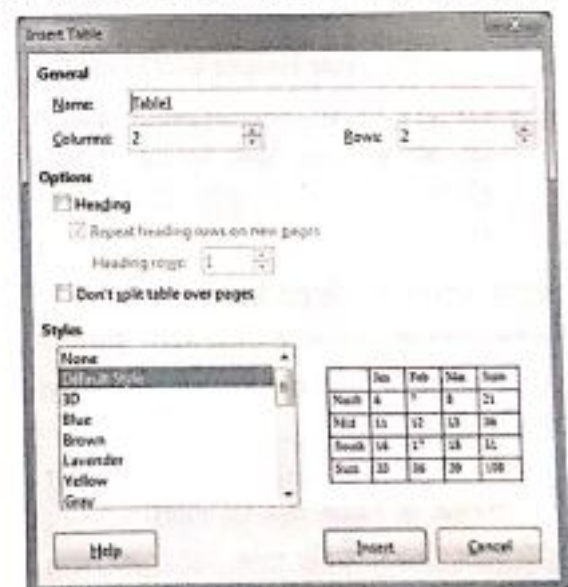 Insert Table
General
Name: Table1
Columns: 2 Rows: 2
Options
Heading
Repeat heading rows on new pages
Heading rows: 1
Don't split table over pages
Styles
None
Default Style
3D
Blue
Brown
Lavender
Yellow
Gray
Jan Feb Mar Sum
North 6 7 8 21
Mid 11 12 13 36
South 16 17 18
Sum 33 36 39 108
Help Insert Cancel